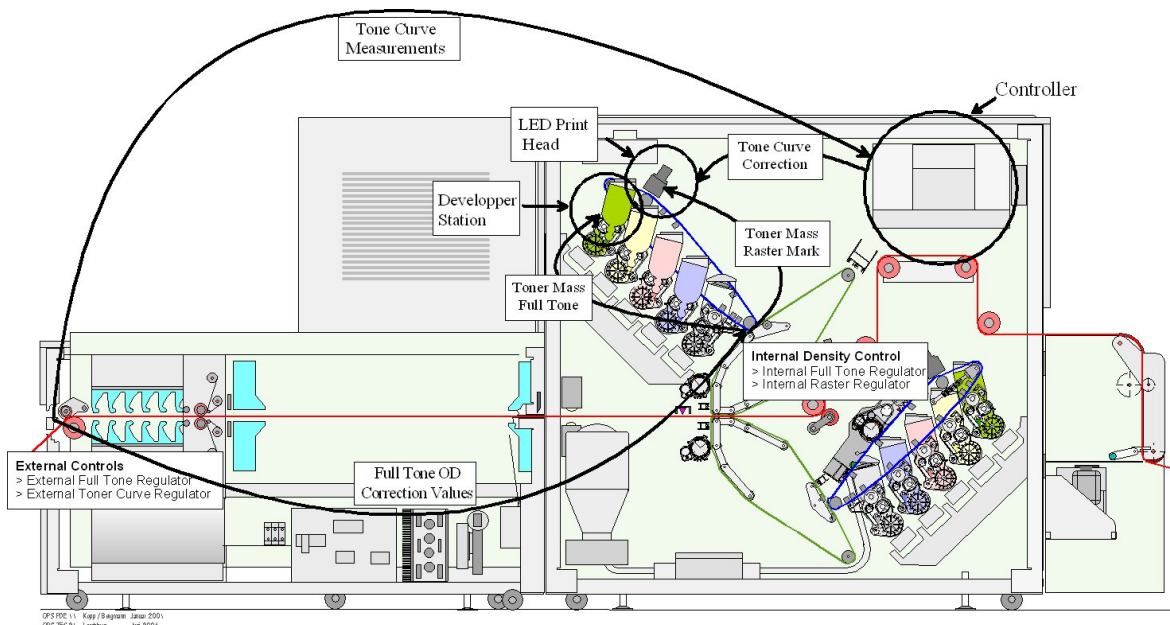 Tone Curve
Measurements
Controller
LED Print
Head
Tone Curve
Correction
Developper
Station
Toner Mass
Raster Mark
Toner Mass
Full Tone
Internal Density Control
> Internal Full Tone Regulator
> Internal Raster Regulator
External Controls
> External Full Tone Regulator
> External Toner Curve Regulator
Full Tone OD
Correction Values